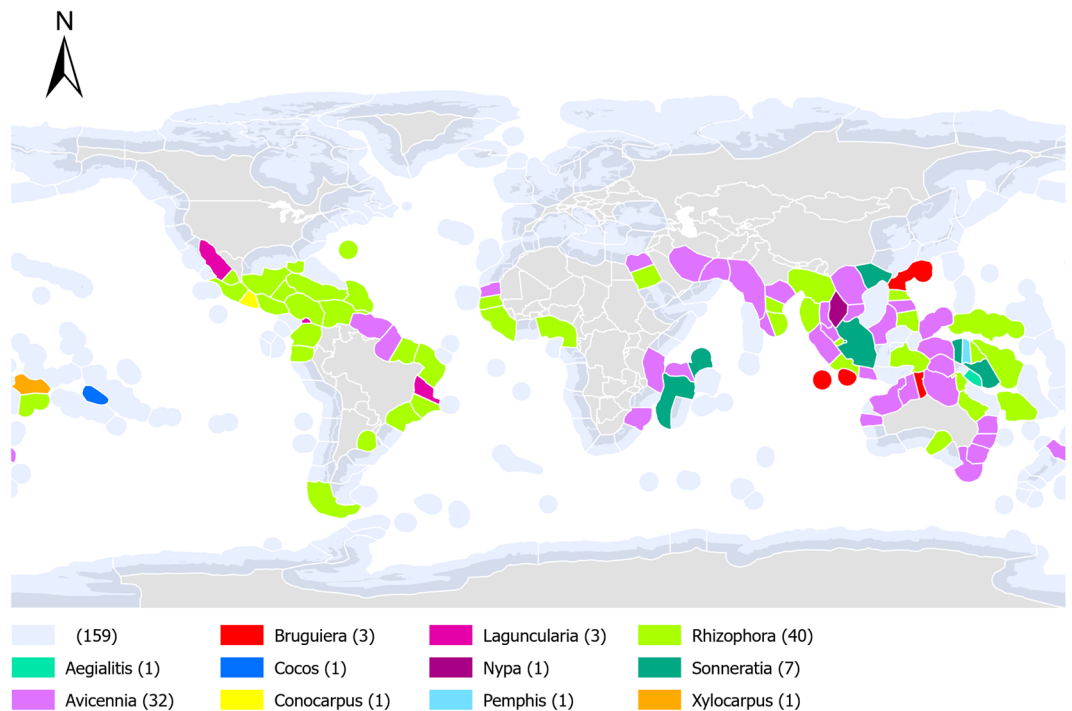 N
(159) Bruguiera (3) Laguncularia (3) Rhizophora (40)
Aegialitis (1) Cocos (1) Nypa (1) Sonneratia (7)
Avicennia (32) Conocarpus (1) Pemphis (1) Xylocarpus (1)